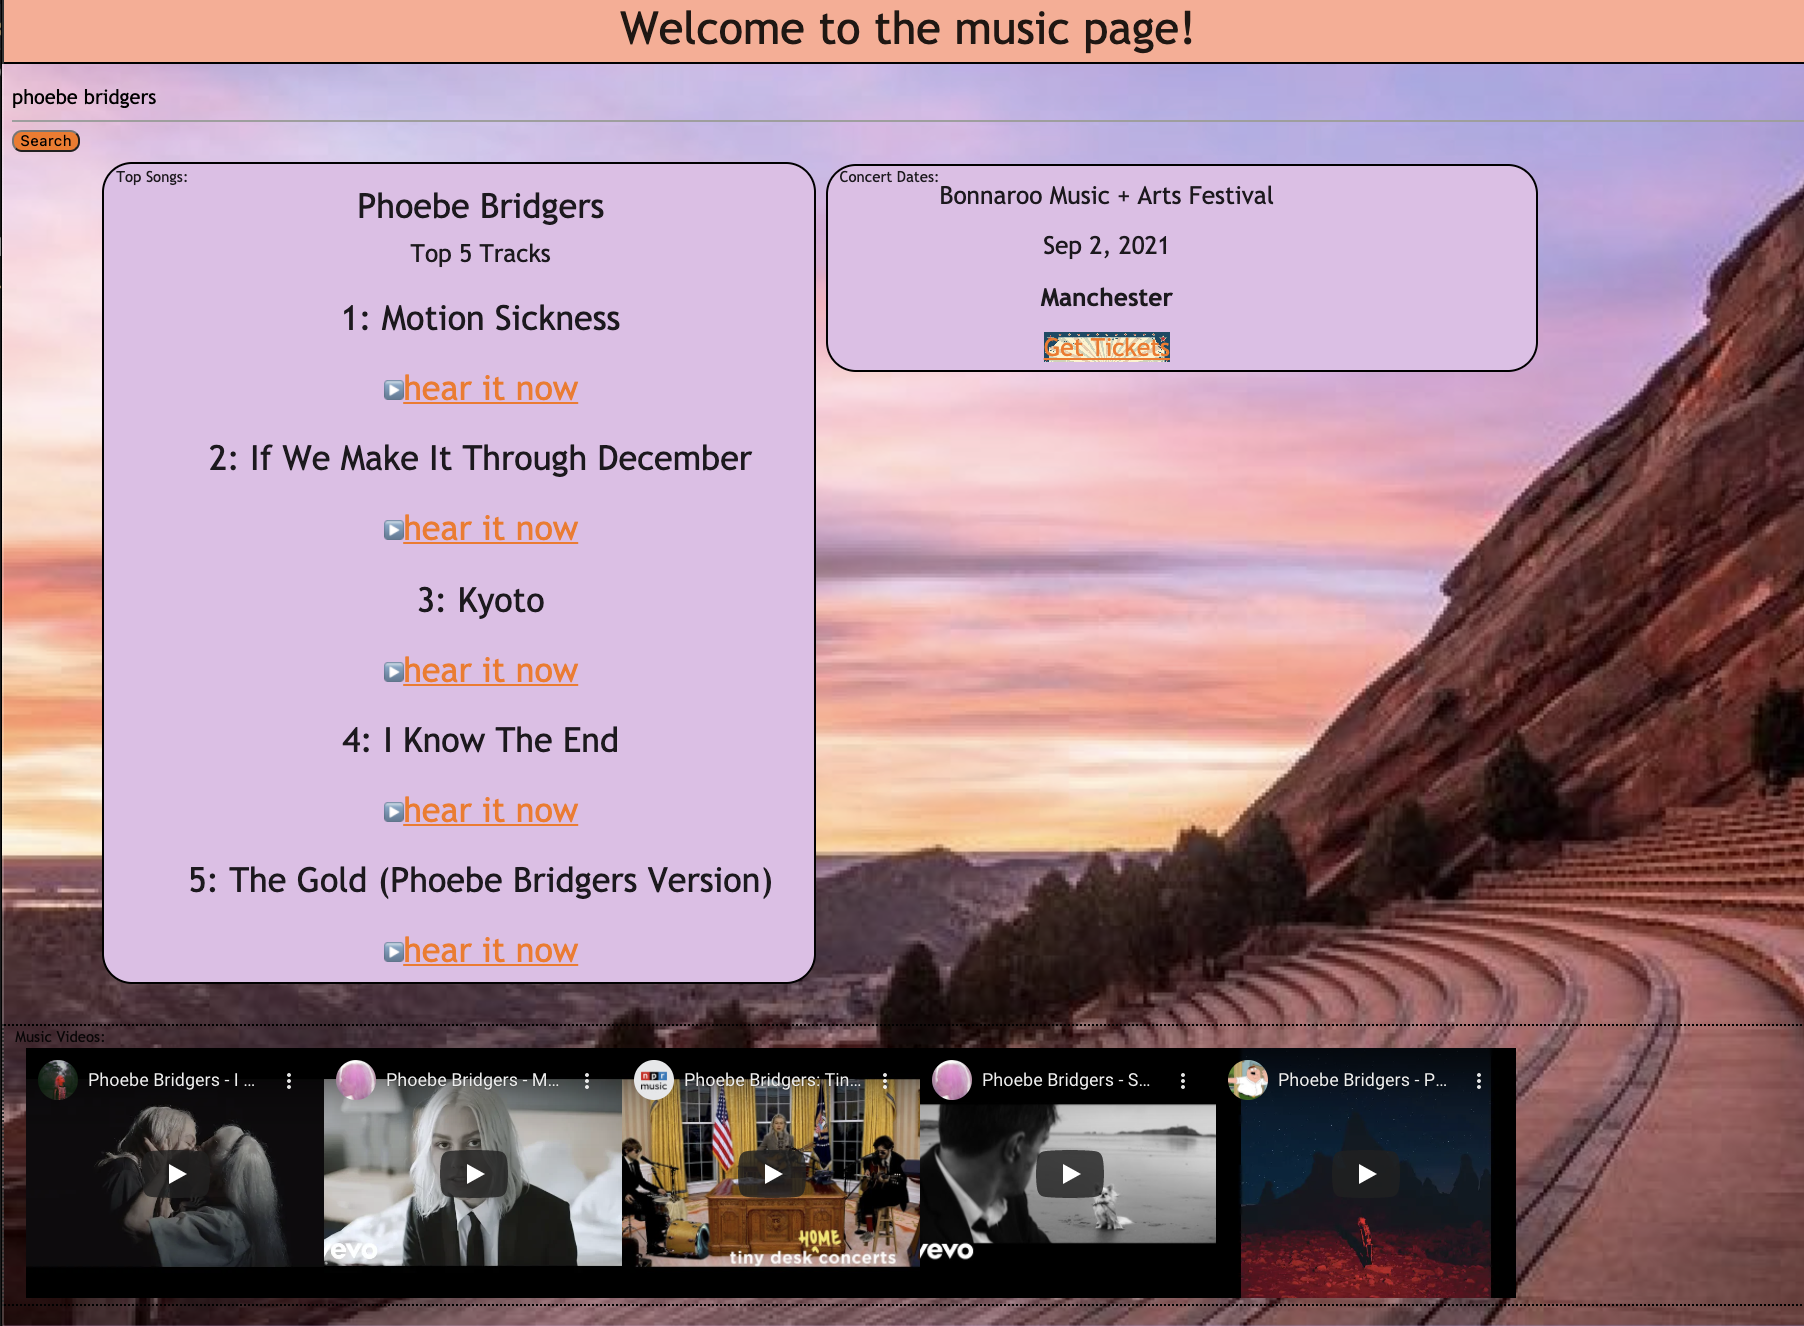 Welcome to the music page!
phoebe bridgers
Search
Top Songs:
Phoebe Bridgers
Top 5 Tracks
1: Motion Sickness
hear it now
2: If We Make It Through December
hear it now
3: Kyoto
hear it now
4: I Know The End
hear it now
5: The Gold (Phoebe Bridgers Version)
hear it now
Concert Dates:
Bonnaroo Music + Arts Festival
Sep 2, 2021
Manchester
Get Tickets
Music Videos:
Phoebe Bridgers - I ...
Phoebe Bridgers - M...
vevo
npr
music
Phoebe Bridgers: Tin...
HOME
tiny desk concerts
Phoebe Bridgers - S...
vevo
Phoebe Bridgers - P...